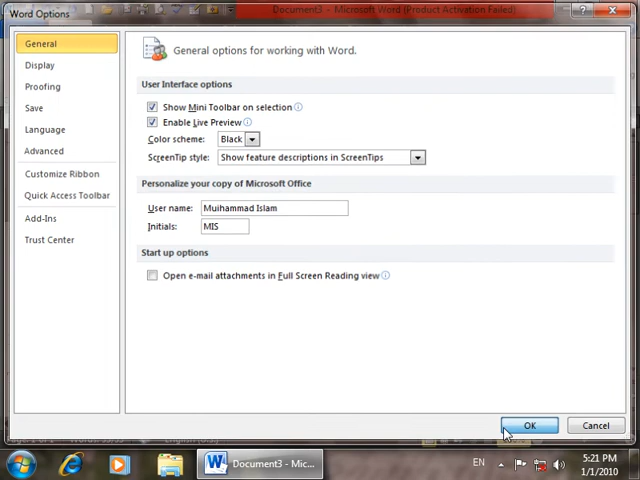 Word Options
Document3 - Microsoft Word (Product Activation Failed)
General
Display
Proofing
Save
Language
Advanced
Customize Ribbon
Quick Access Toolbar
Add-Ins
Trust Center
General options for working with Word.
User Interface options
Show Mini Toolbar on selection
Enable Live Preview
Color scheme: Black
ScreenTip style: Show feature descriptions in ScreenTips
Personalize your copy of Microsoft Office
User name: Muihammad Islam
Initials: MIS
Start up options
Open e-mail attachments in Full Screen Reading view
OK
Cancel
Document3 - Mic...
EN
5:21 PM
1/1/2010